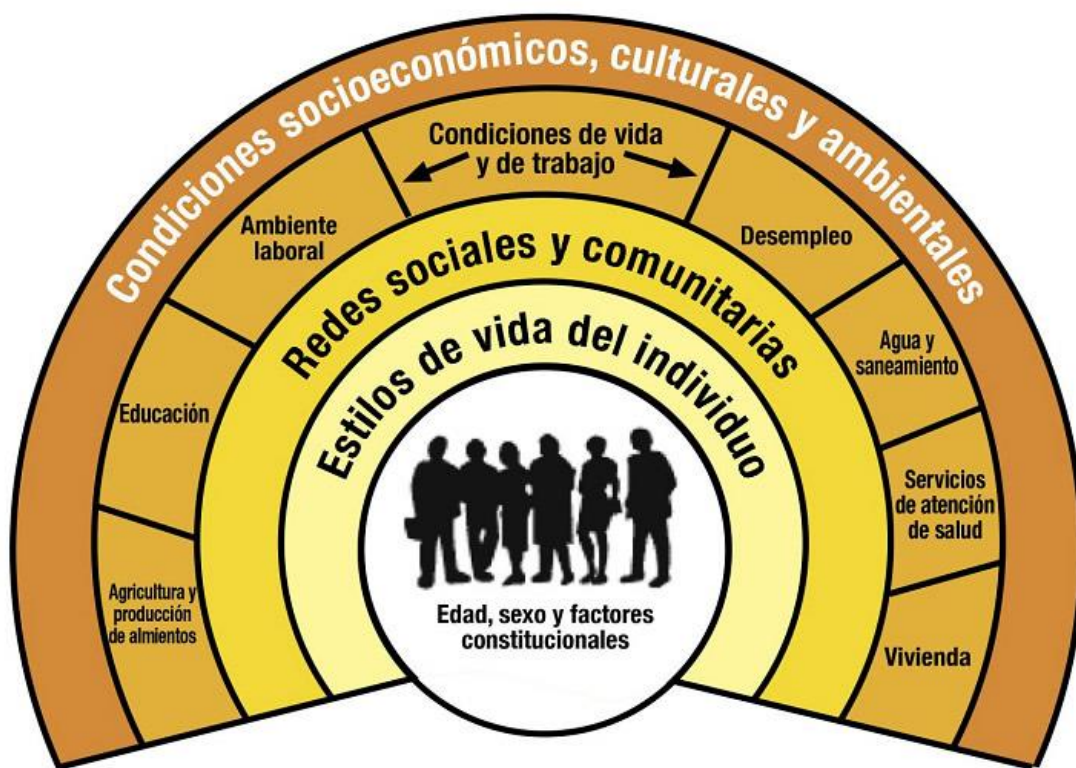 Condiciones socioeconómicos, culturales y ambientales
Condiciones de vida
y de trabajo
Ambiente
laboral
Desempleo
Educación
Agua y
saneamiento
Agricultura y
producción
de almientos
Servicios
de atención
de salud
Vivienda
Redes sociales y comunitarias
Estilos de vida del individuo
Edad, sexo y factores
constitucionales